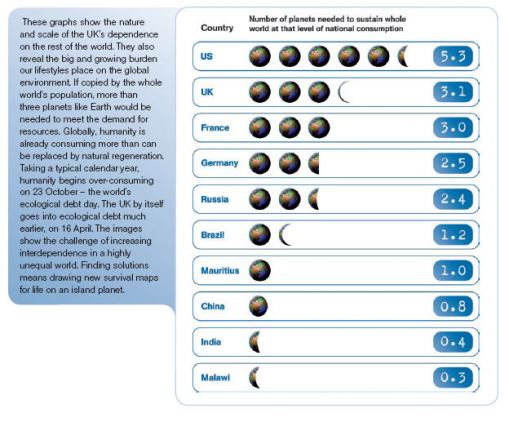 These graphs show the nature
and scale of the UK's dependence
on the rest of the world. They also
reveal the big and growing burden
our lifestyles place on the global
environment. If copied by the whole
world's population, more than
three planets like Earth would be
needed to meet the demand for
resources. Globally, humanity is
already consuming more than can
be replaced by natural regeneration.
Taking a typical calendar year,
humanity begins over-consuming
on 23 October – the world's
ecological debt day. The UK by itself
goes into ecological debt much
earlier, on 16 April. The images
show the challenge of increasing
interdependence in a highly
unequal world. Finding solutions
means drawing new survival maps
for life on an island planet.
Country
Number of planets needed to sustain whole
world at that level of national consumption
US 5.3
UK 3.1
France 3.0
Germany 2.5
Russia 2.4
Brazil 1.2
Mauritius 1.0
China 0.8
India 0.4
Malawi 0.3